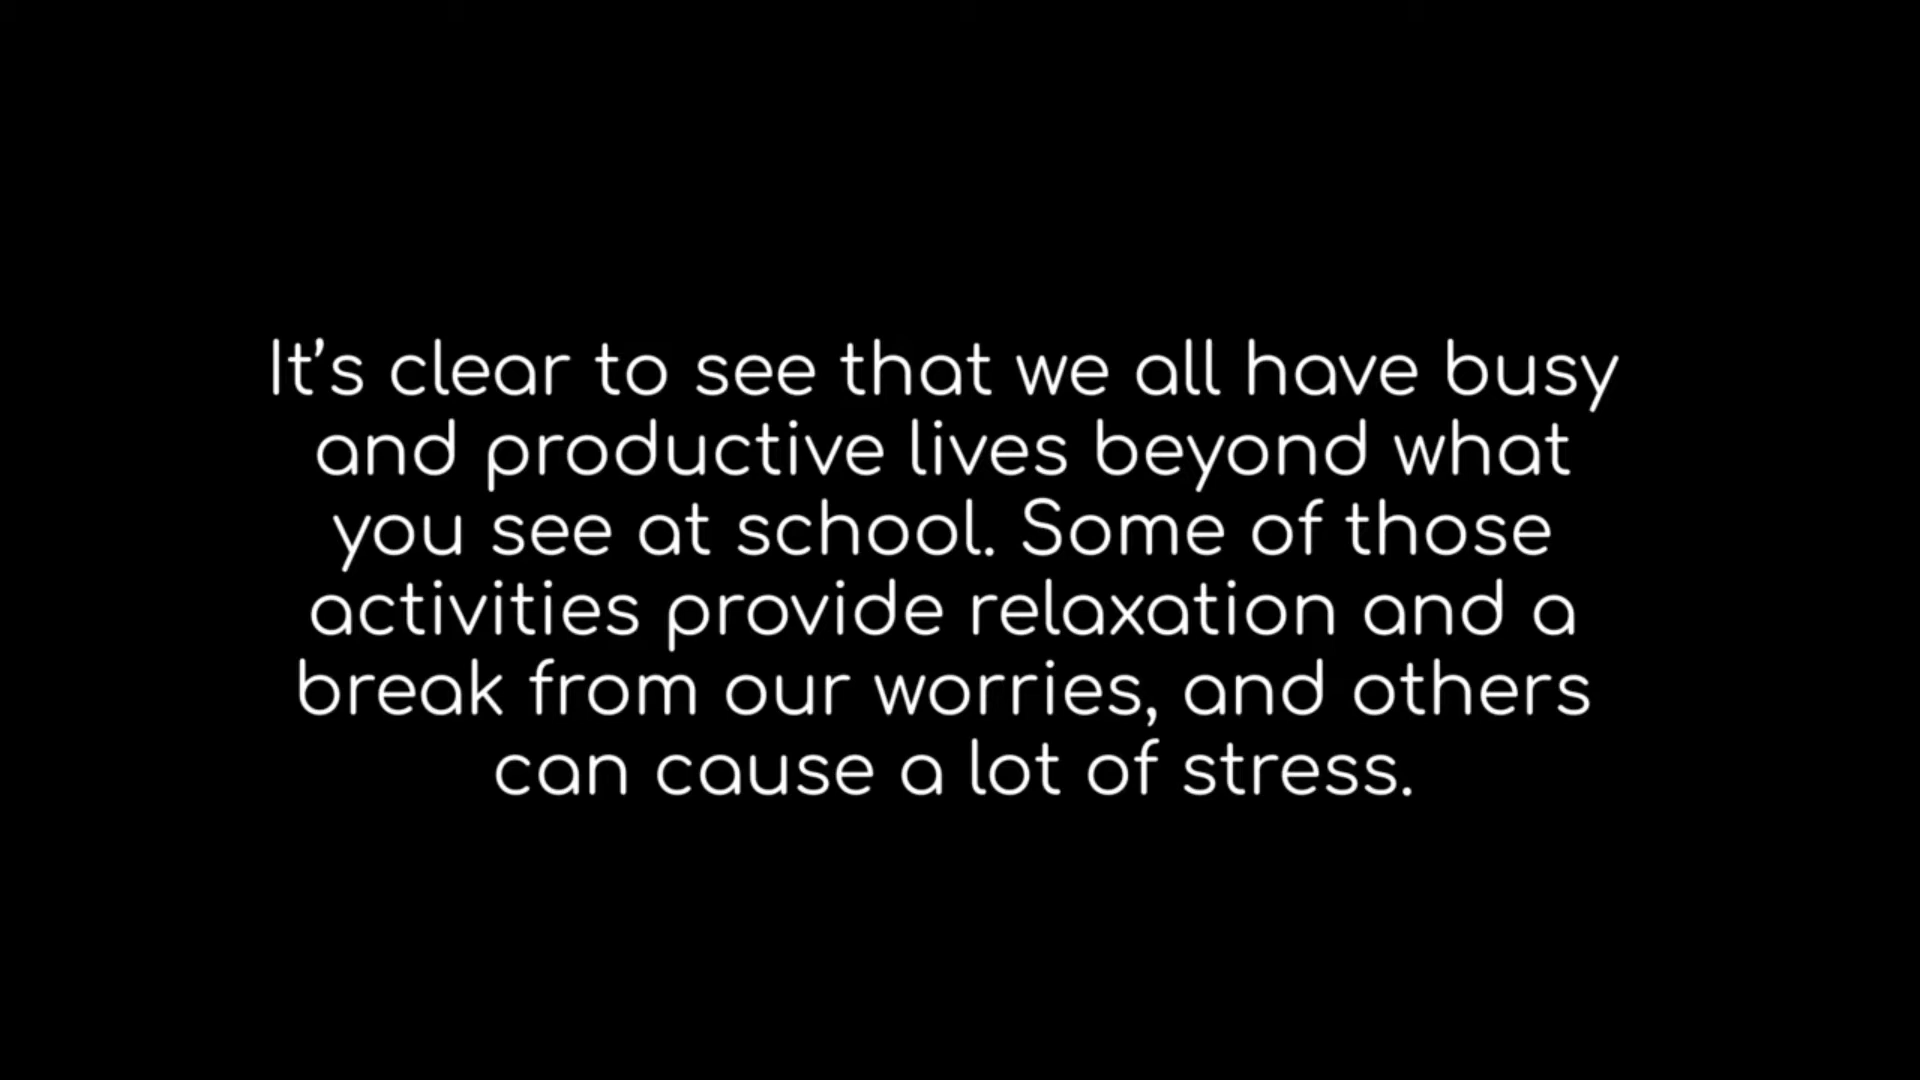 It’s clear to see that we all have busy
and productive lives beyond what
you see at school. Some of those
activities provide relaxation and a
break from our worries, and others
can cause a lot of stress.